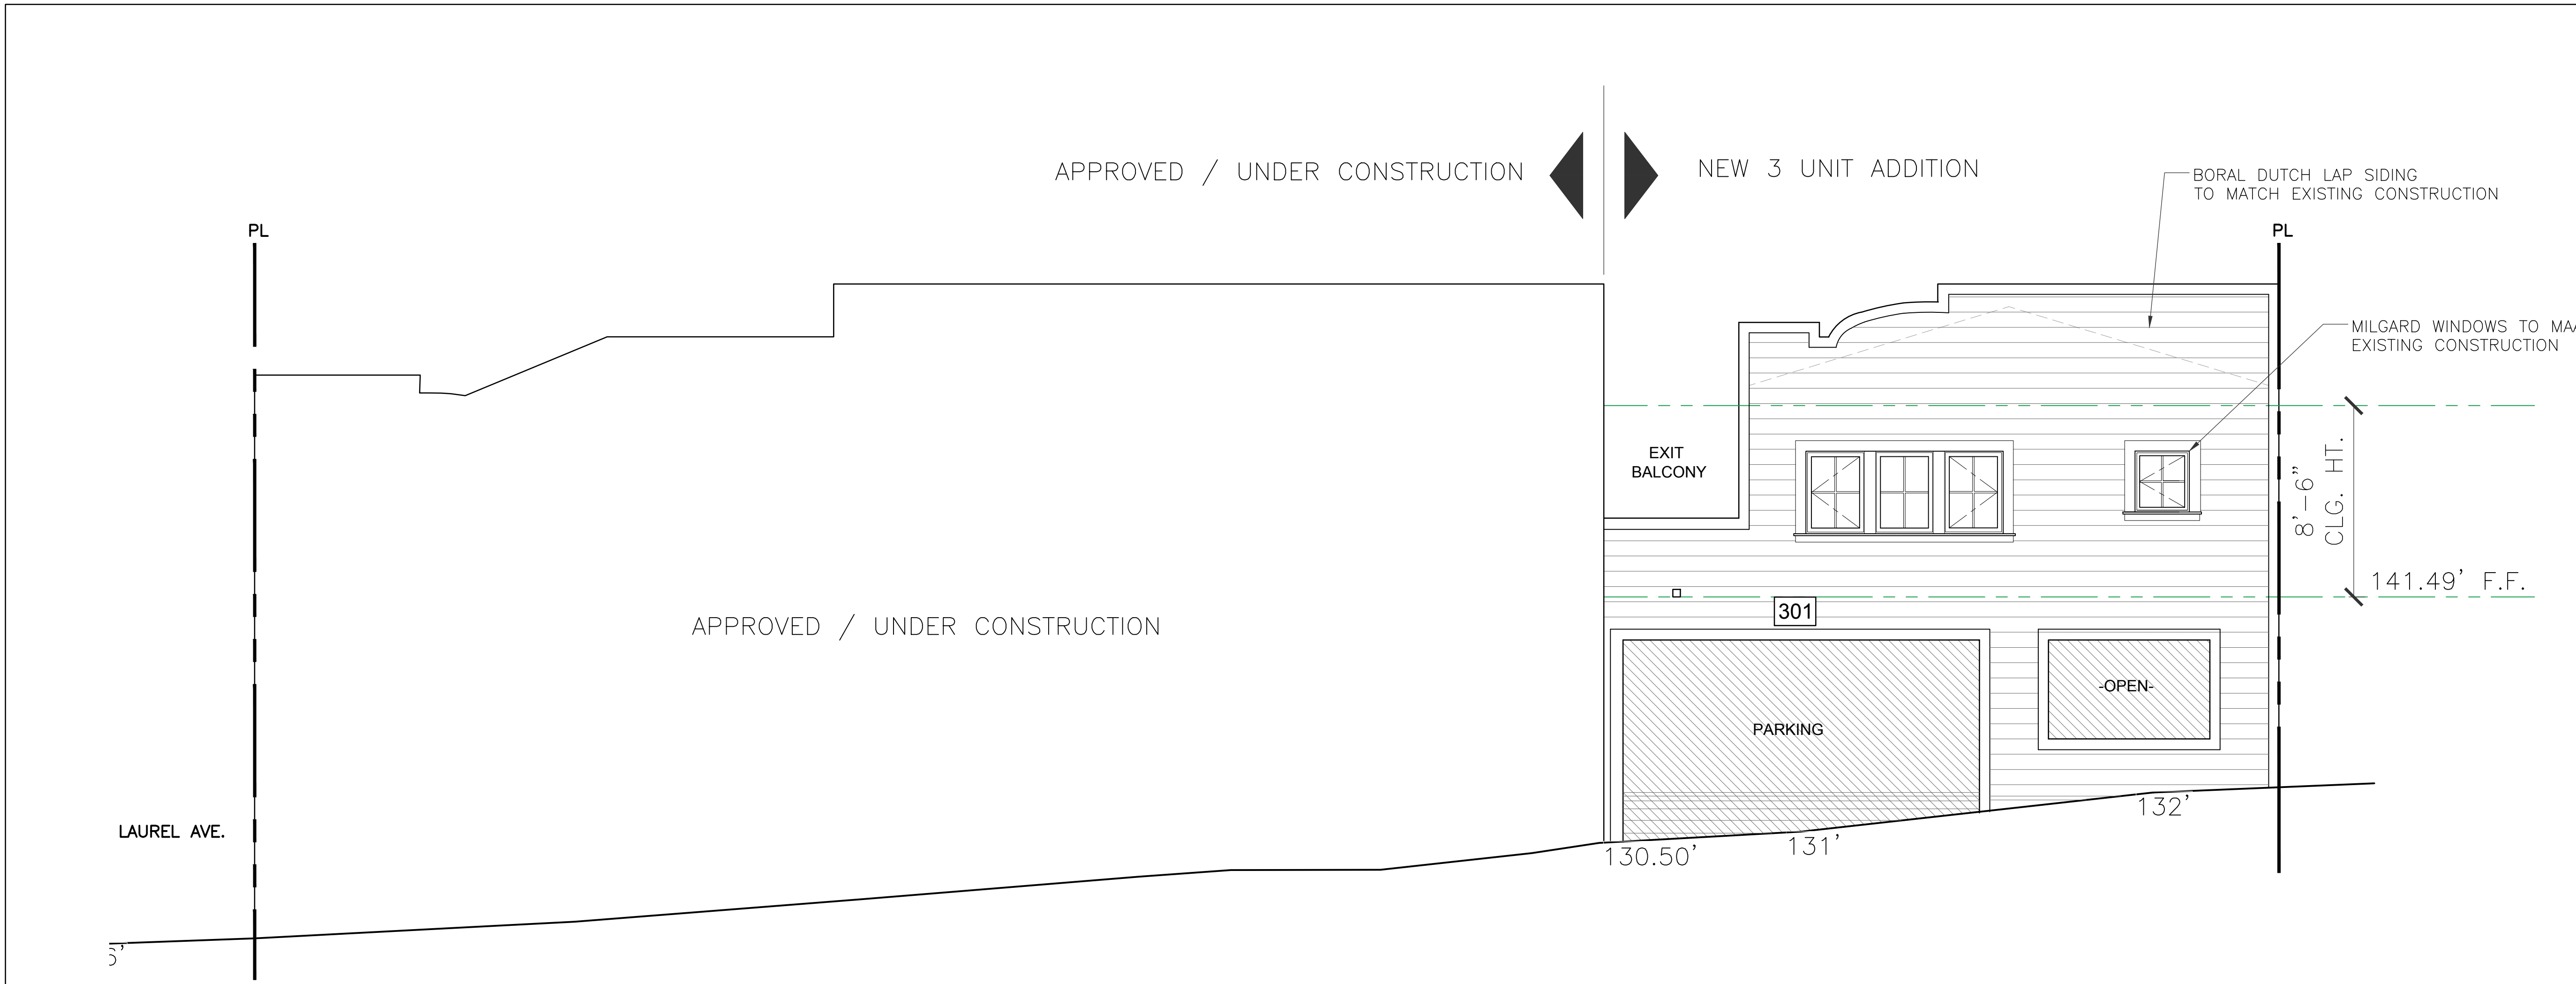 APPROVED / UNDER CONSTRUCTION
NEW 3 UNIT ADDITION
BORAL DUTCH LAP SIDING
TO MATCH EXISTING CONSTRUCTION
PL
PL
MILGARD WINDOWS TO
EXISTING CONSTRUCTION
EXIT
BALCONY
8'-6"
CLG. HT.
141.49' F.F.
301
APPROVED / UNDER CONSTRUCTION
-OPEN-
PARKING
132'
LAUREL AVE.
131'
130.50'